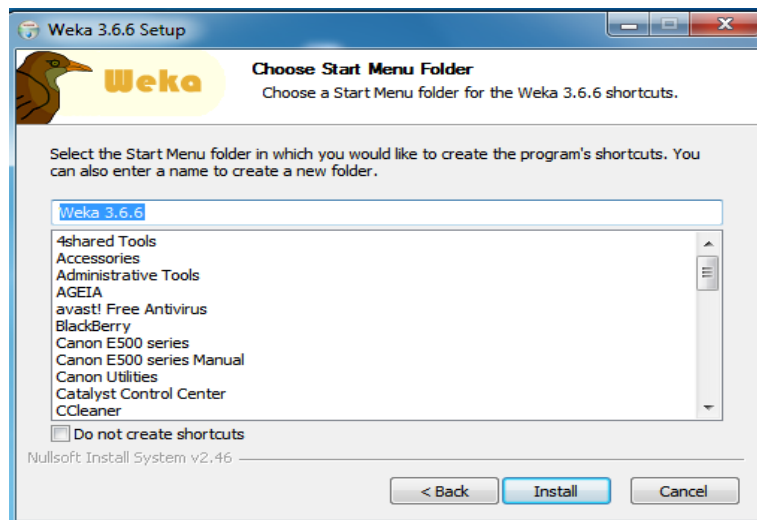 Weka 3.6.6 Setup
Weka
Choose Start Menu Folder
Choose a Start Menu folder for the Weka 3.6.6 shortcuts.
Select the Start Menu folder in which you would like to create the program's shortcuts. You
can also enter a name to create a new folder.
Weka 3.6.6
4shared Tools
Accessories
Administrative Tools
AGEIA
avast! Free Antivirus
BlackBerry
Canon E500 series
Canon E500 series Manual
Canon Utilities
Catalyst Control Center
CCleaner
Do not create shortcuts
Nullsoft Install System v2.46
< Back Install Cancel